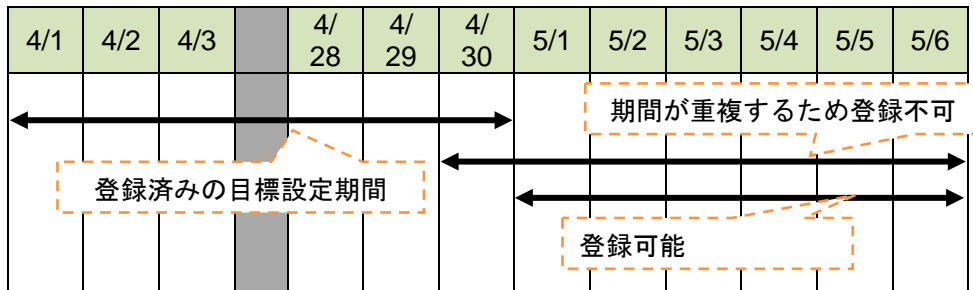 4/1 4/2 4/3 4/28 4/29 4/30 5/1 5/2 5/3 5/4 5/5 5/6
期間が重複するため登録不可
登録済みの目標設定期間
登録可能